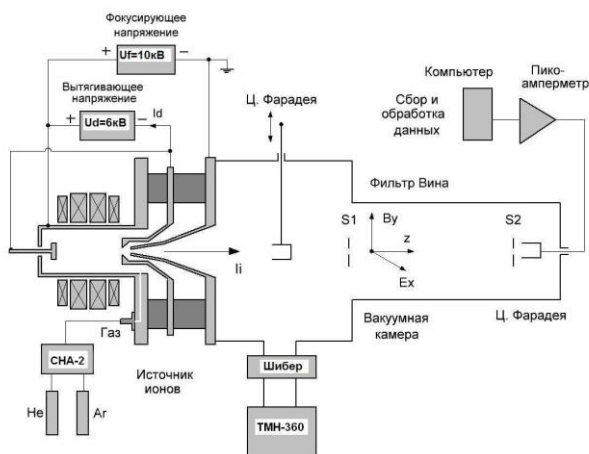 Фокусирующее
напряжение
+
Uf=10кВ
−
Вытягивающее
напряжение
Id
+
Ud=6кВ
−
Ц. Фарадея
Компьютер
Пико-
амперметр
Сбор и
обработка
данных
Фильтр Вина
S1
By
S2
z
Ii
Ex
Газ
Вакуумная
камера
Ц. Фарадея
СНА-2
Источник
ионов
Шибер
He
Ar
ТМН-360